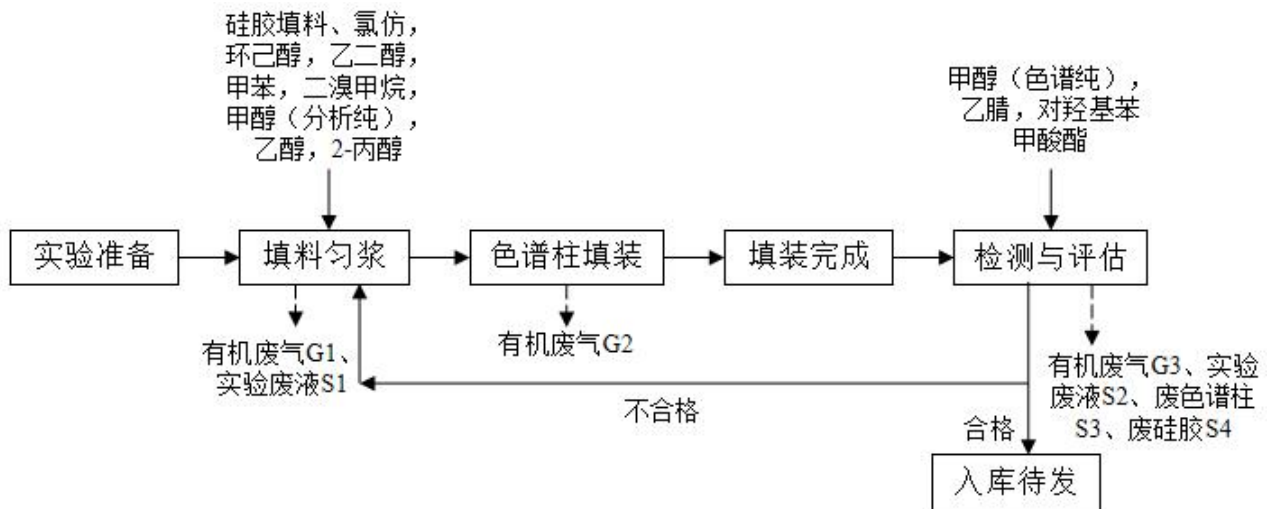 硅胶填料、氯仿，
环己醇，乙二醇，
甲苯，二溴甲烷，
甲醇（分析纯），
乙醇，2-丙醇
甲醇（色谱纯），
乙腈，对羟基苯
甲酸酯
实验准备
填料匀浆
色谱柱填装
填装完成
检测与评估
有机废气G1、
实验废液S1
有机废气G2
有机废气G3、实验
废液S2、废色谱柱
S3、废硅胶S4
不合格
合格
入库待发